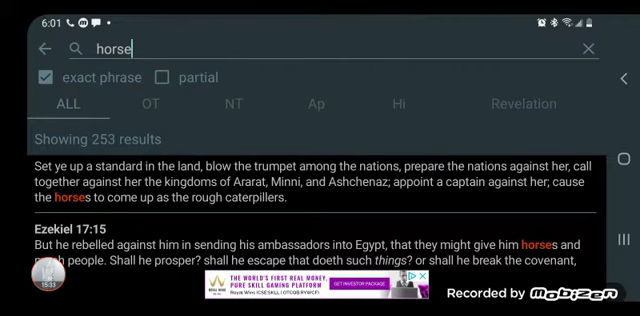 6:01
horse
exact phrase partial
ALL OT NT Ap Hi Revelation
Showing 253 results
Set ye up a standard in the land, blow the trumpet among the nations, prepare the nations against her, call
together against her the kingdoms of Ararat, Minni, and Ashchenaz; appoint a captain against her; cause
the horses to come up as the rough caterpillers.
Ezekiel 17:15
But he rebelled against him in sending his ambassadors into Egypt, that they might give him horses and
people. Shall he prosper? shall he escape that doeth such things? or shall he break the covenant,
15:33
THE WORLD'S FIRST REAL MONEY,
PURE SKILL GAMING PLATFORM
GET INVESTOR PACKAGE
Recorded by MOBIZEN